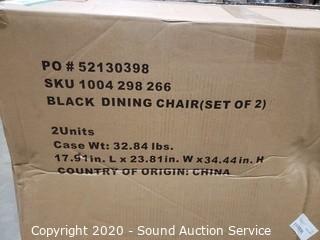 PO # 52130398
SKU 1004 298 266
BLACK DINING CHAIR(SET OF 2)
2Units
Case Wt: 32.84 lbs.
17.91in. L x 23.81in. W x 34.44in. H
COUNTRY OF ORIGIN: CHINA
Copyright 2020 - Sound Auction Service